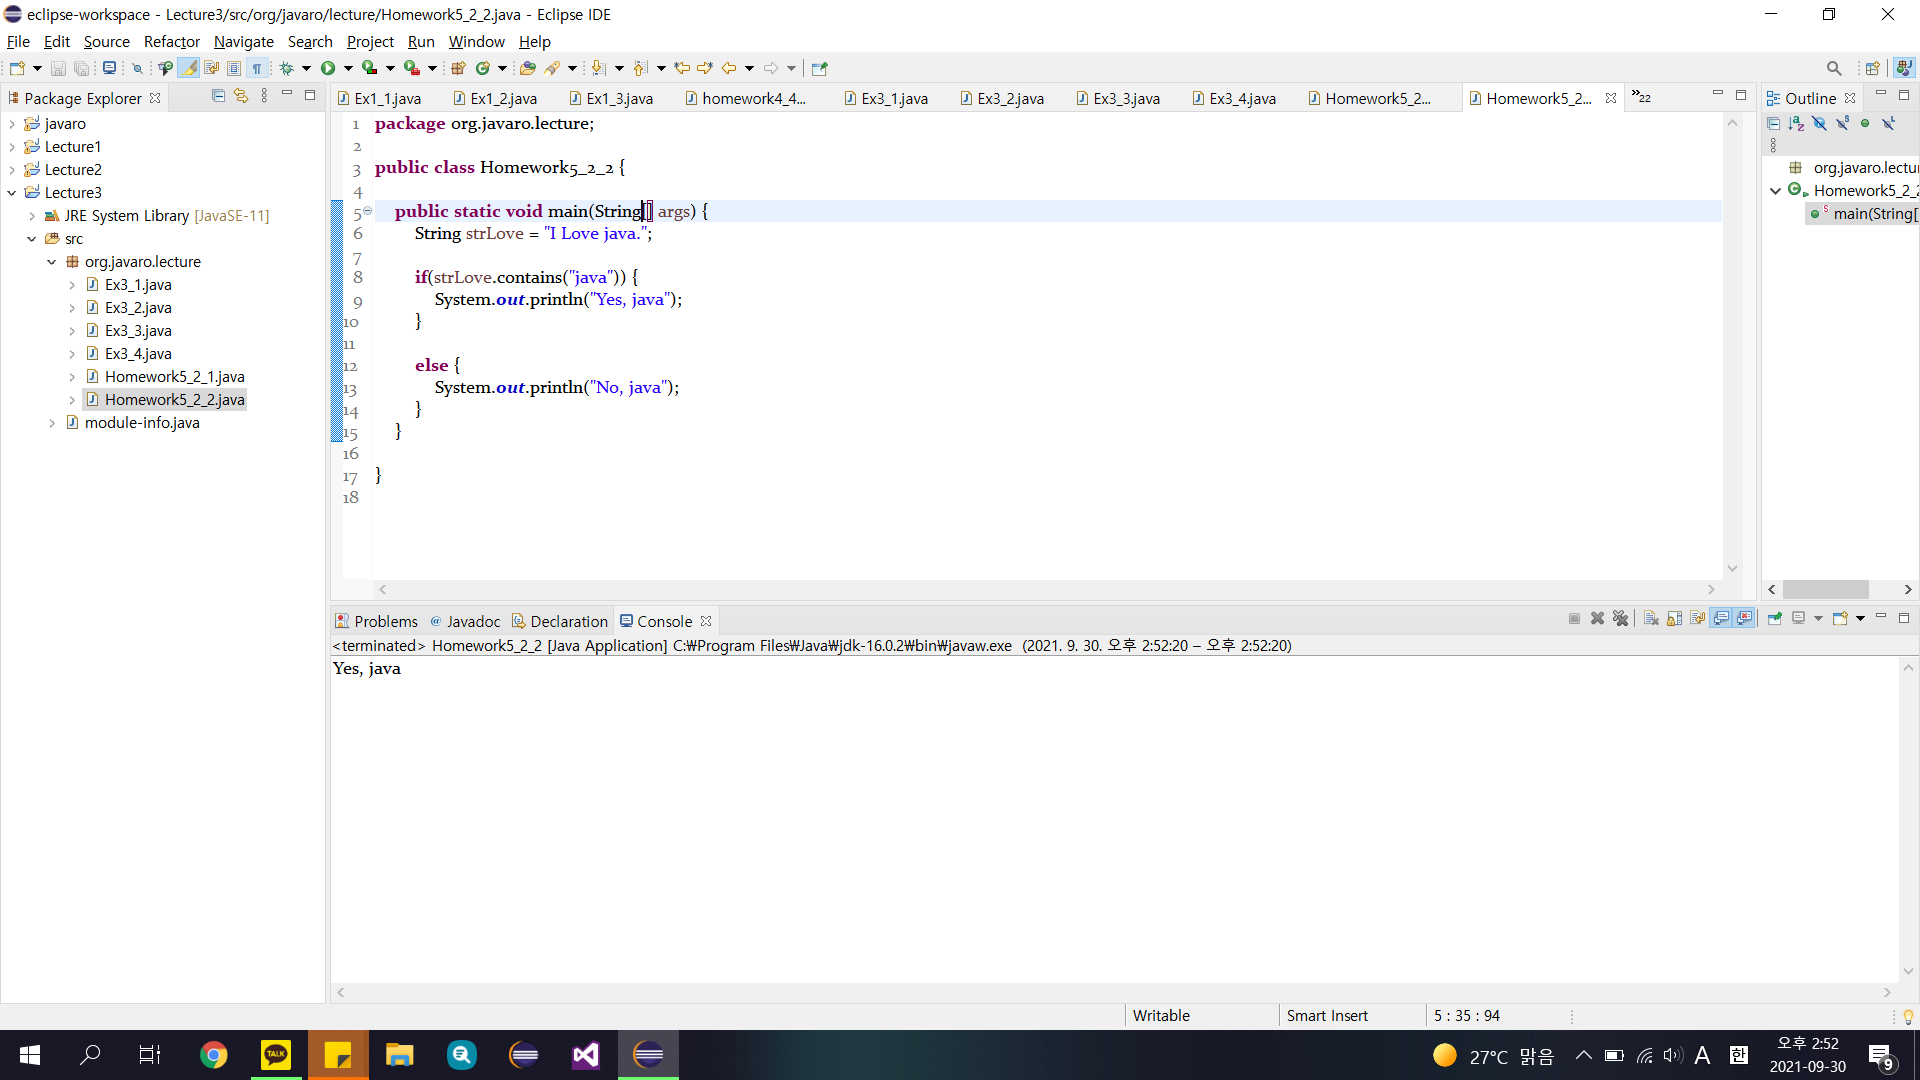 eclipse-workspace - Lecture3/src/org/javaro/lecture/Homework5_2_2.java - Eclipse IDE
File Edit Source Refactor Navigate Search Project Run Window Help
Package Explorer
javaro
Lecture1
Lecture2
Lecture3
JRE System Library [JavaSE-11]
src
org.javaro.lecture
Ex3_1.java
Ex3_2.java
Ex3_3.java
Ex3_4.java
Homework5_2_1.java
Homework5_2_2.java
module-info.java
Ex1_1.java Ex1_2.java Ex1_3.java homework4_4... Ex3_1.java Ex3_2.java Ex3_3.java Ex3_4.java Homework5_2... Homework5_2... »22
1 package org.javaro.lecture;
2
3 public class Homework5_2_2 {
4
5 public static void main(String[] args) {
6 String strLove = "I Love java.";
7
8 if(strLove.contains("java")) {
9 System.out.println("Yes, java");
10 }
11
12 else {
13 System.out.println("No, java");
14 }
15 }
16
17 }
18
Outline
org.javaro.lectu
Homework5_2_2
main(String[
Problems @ Javadoc Declaration Console
<terminated> Homework5_2_2 [Java Application] C:₩Program Files₩Java₩jdk-16.0.2₩bin₩javaw.exe (2021. 9. 30. 오후 2:52:20 – 오후 2:52:20)
Yes, java
Writable Smart Insert 5 : 35 : 94
TALK
27°C 맑음 A 한 오후 2:52
2021-09-30
9